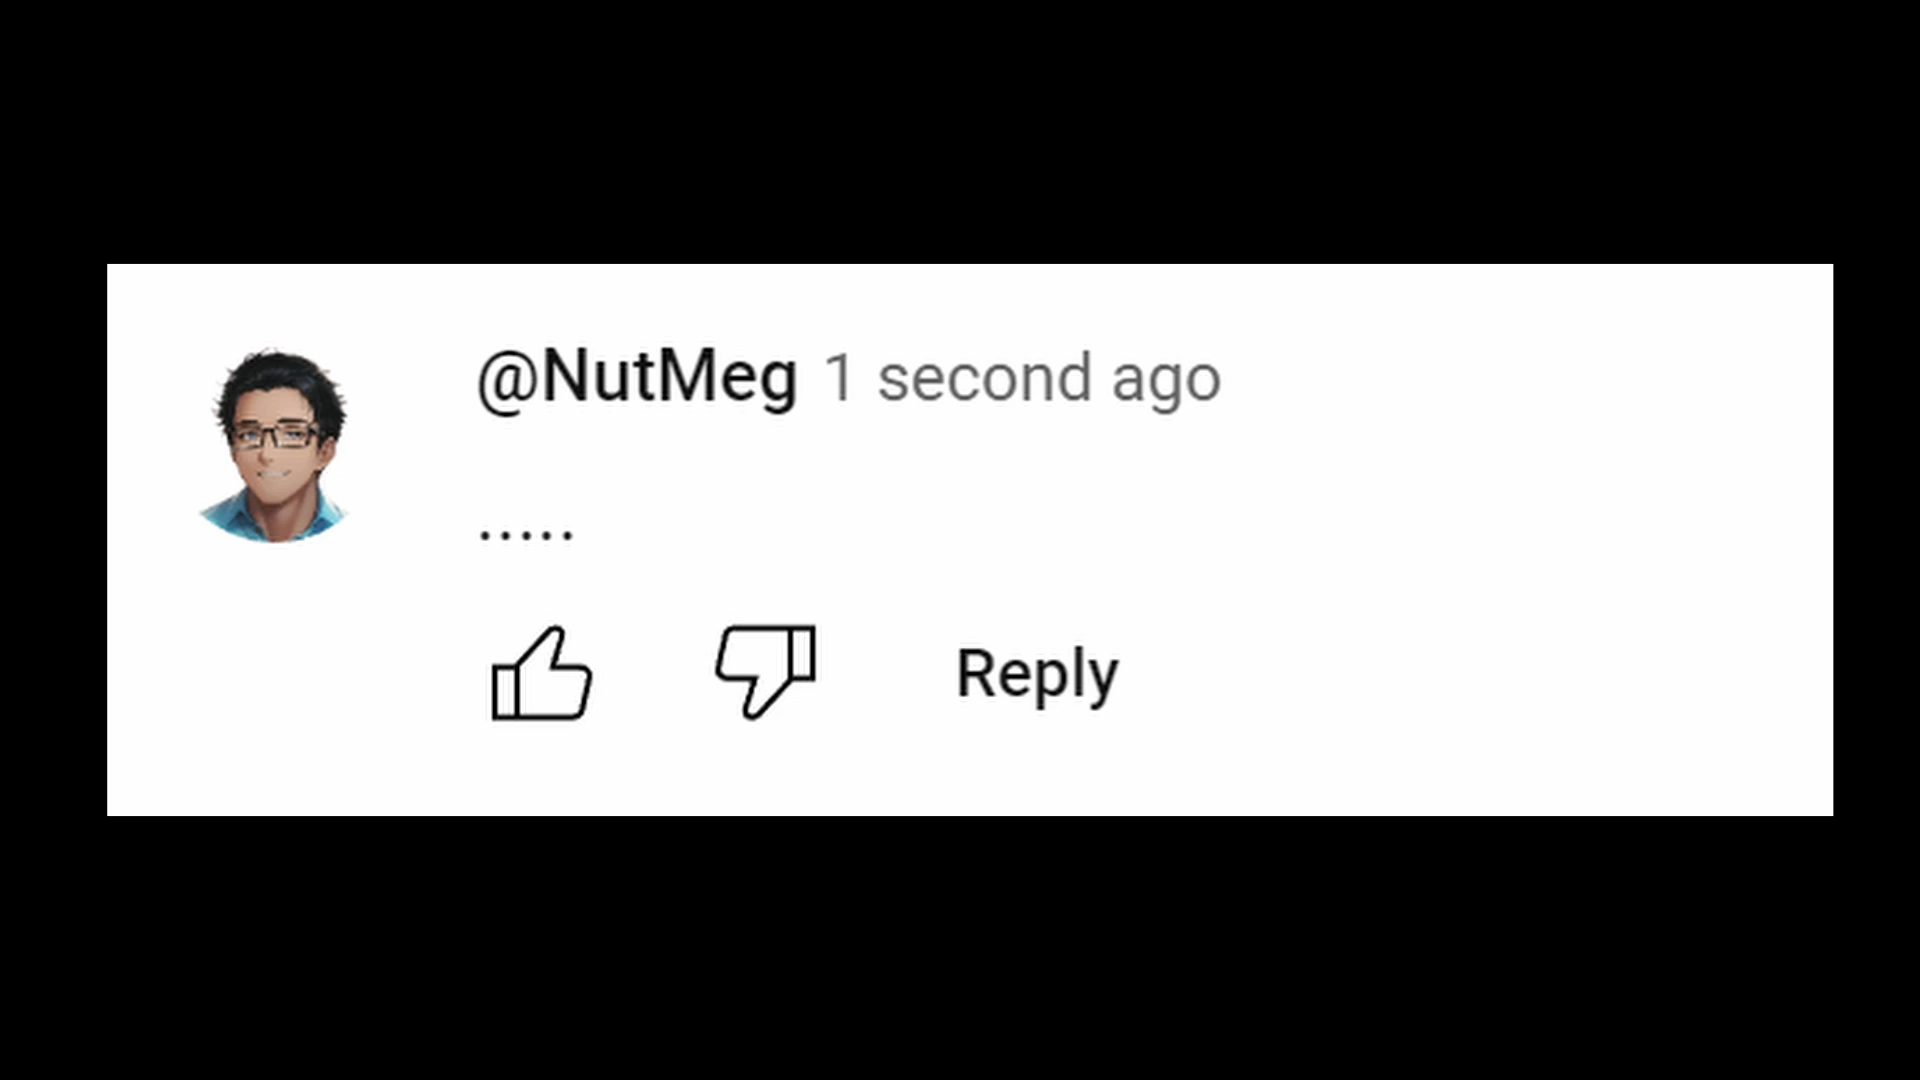 @NutMeg 1 second ago
.....
Reply